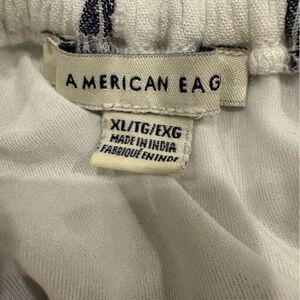 AMERICAN EAG
XL/TG/EXG
MADE IN INDIA
FABRIQUÉ EN INDE